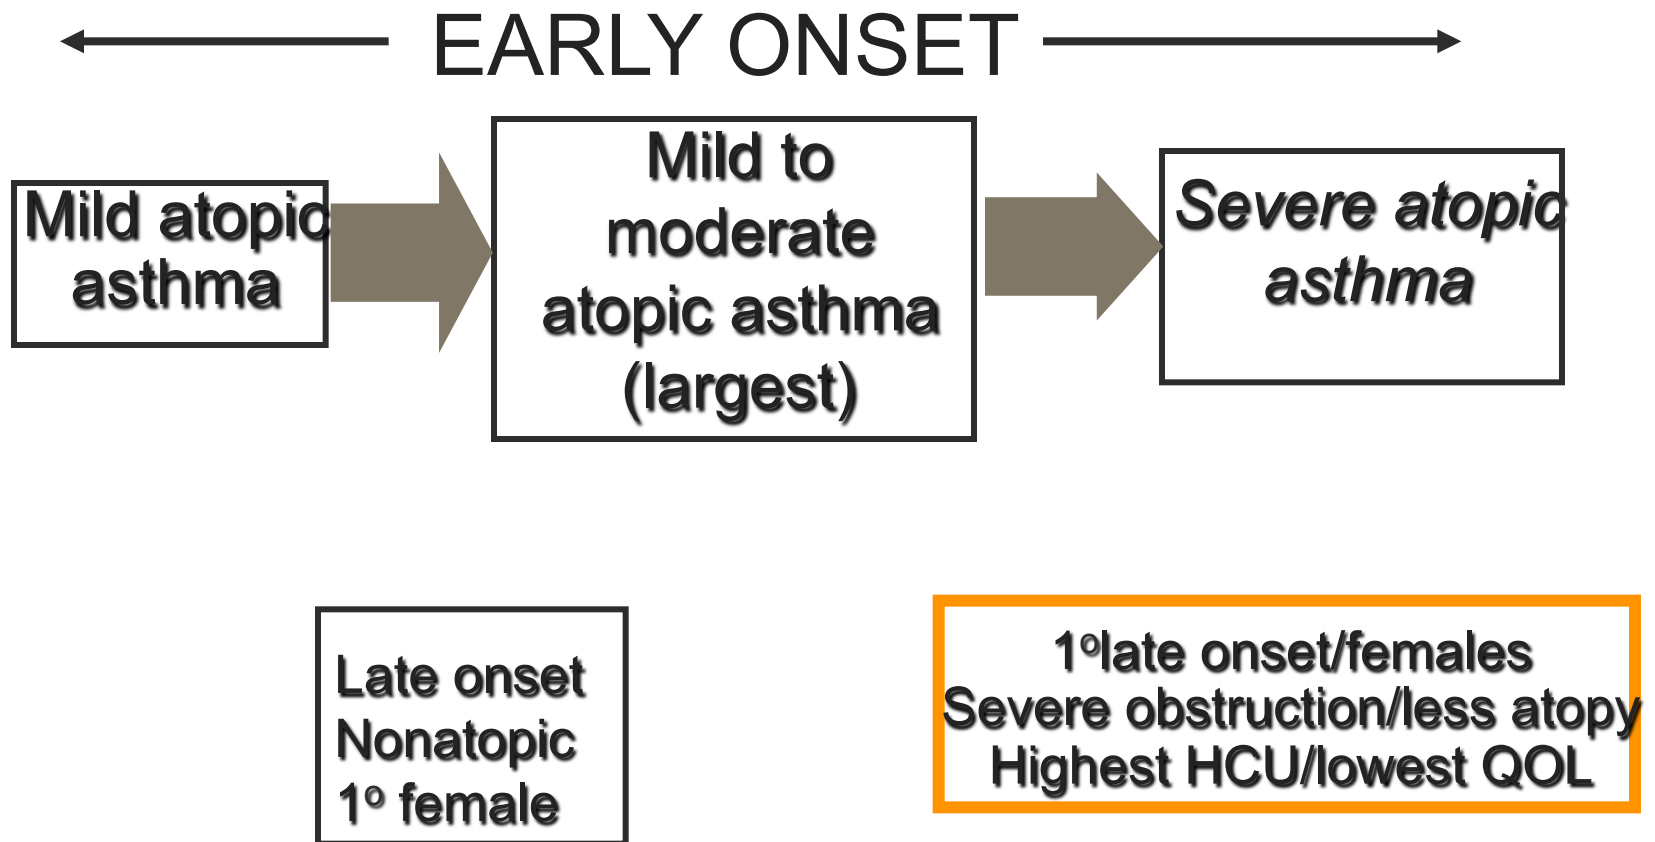 EARLY ONSET
Mild atopic
asthma
Mild to
moderate
atopic asthma
(largest)
Severe atopic
asthma
Late onset
Nonatopic
1º female
1ºlate onset/females
Severe obstruction/less atopy
Highest HCU/lowest QOL